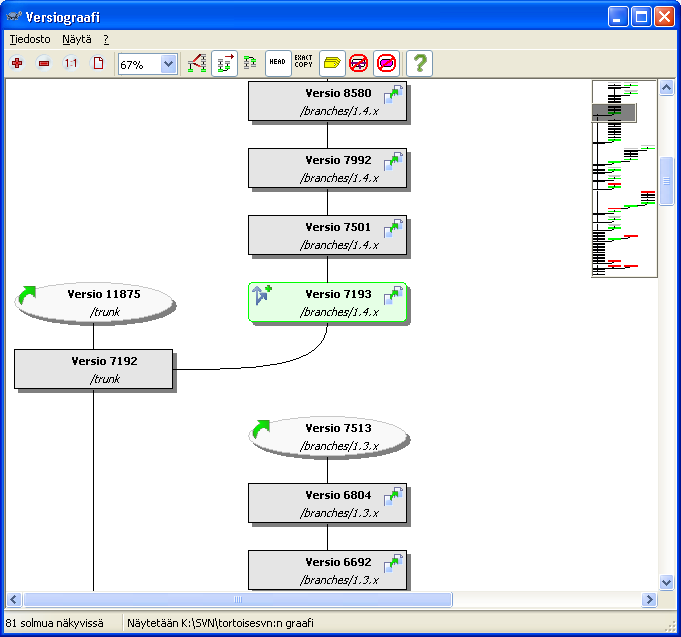 Versiograafi
Tiedosto Näytä ?
1:1 67% HEAD EXACT COPY ?
Versio 8580
/branches/1.4.x
Versio 7992
/branches/1.4.x
Versio 7501
/branches/1.4.x
Versio 11875
/trunk
Versio 7193
/branches/1.4.x
Versio 7192
/trunk
Versio 7513
/branches/1.3.x
Versio 6804
/branches/1.3.x
Versio 6692
/branches/1.3.x
81 solmua näkyvissä Näytetään K:\SVN\tortoisesvn:n graafi